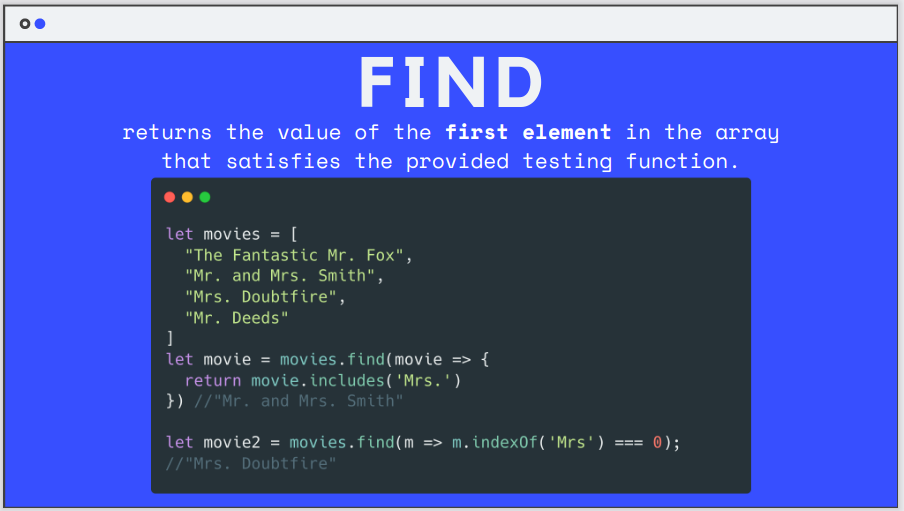 FIND
returns the value of the first element in the array
that satisfies the provided testing function.
let movies = [
  "The Fantastic Mr. Fox",
  "Mr. and Mrs. Smith",
  "Mrs. Doubtfire",
  "Mr. Deeds"
]
let movie = movies.find(movie => {
  return movie.includes('Mrs.')
}) //"Mr. and Mrs. Smith"
let movie2 = movies.find(m => m.indexOf('Mrs') === 0);
//"Mrs. Doubtfire"